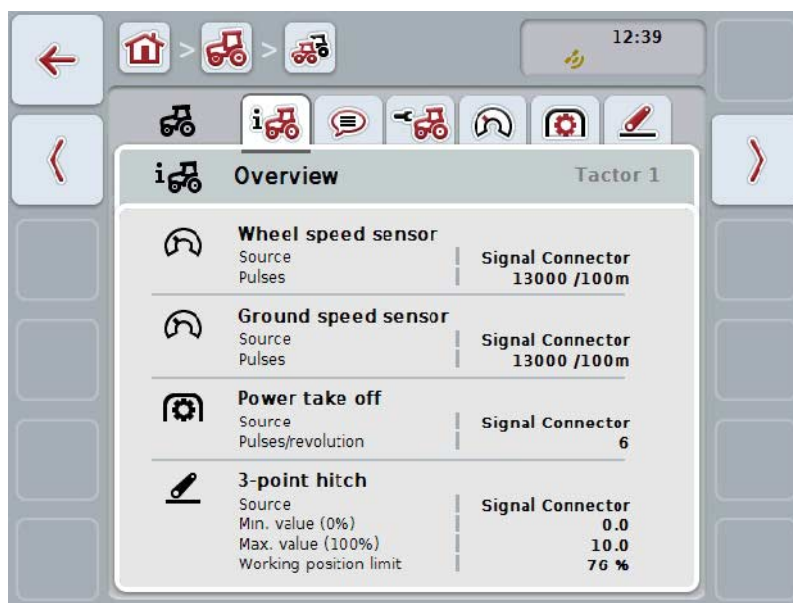 12:39
Overview Tactor 1
Wheel speed sensor
Source Signal Connector
Pulses 13000 /100m
Ground speed sensor
Source Signal Connector
Pulses 13000 /100m
Power take off
Source Signal Connector
Pulses/revolution 6
3-point hitch
Source Signal Connector
Min. value (0%) 0.0
Max. value (100%) 10.0
Working position limit 76 %